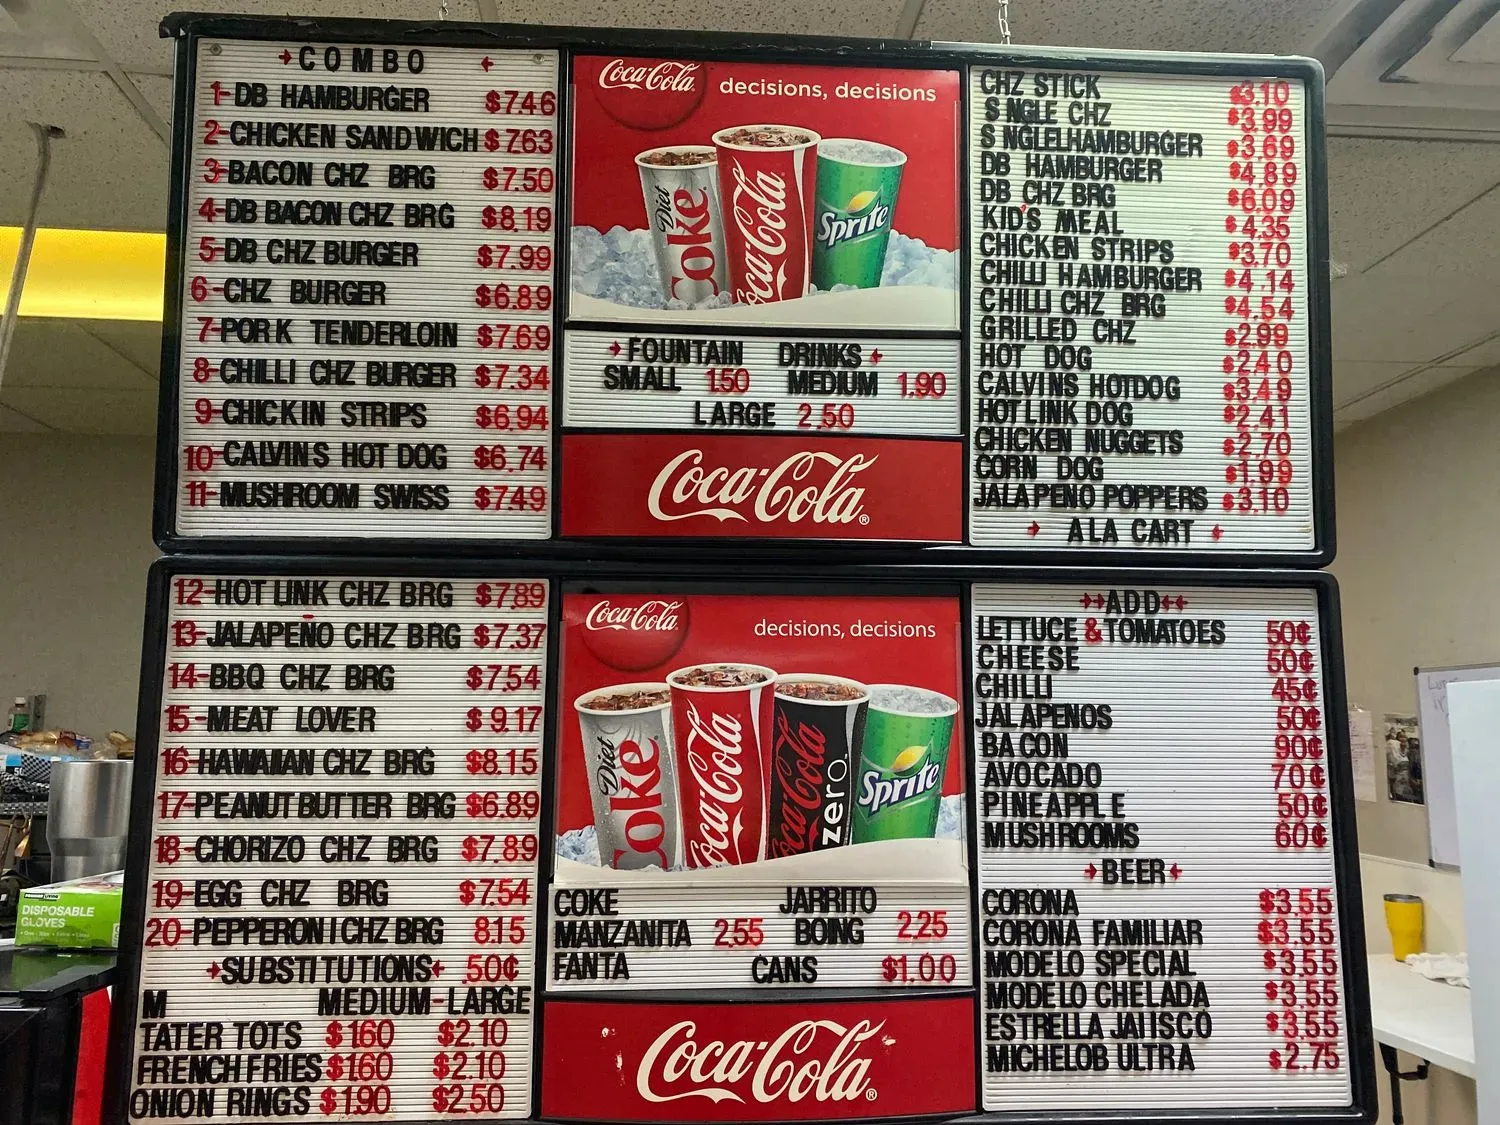 COMBO
1-DB HAMBURGER $7.46
2-CHICKEN SANDWICH $7.63
3-BACON CHZ BRG $7.50
4-DB BACON CHZ BRG $8.19
5-DB CHZ BURGER $7.99
6-CHZ BURGER $6.89
7-PORK TENDERLOIN $7.69
8-CHILLI CHZ BURGER $7.34
9-CHICKIN STRIPS $6.94
10-CALVINS HOT DOG $6.74
11-MUSHROOM SWISS $7.49
Coca-Cola decisions, decisions
Diet Coke
Coca-Cola
Sprite
FOUNTAIN DRINKS
SMALL 1.50 MEDIUM 1.90
LARGE 2.50
Coca-Cola®
CHZ STICK $3.10
S NGLE CHZ $3.99
S NGLELHAMBURGER $3.69
DB HAMBURGER $4.89
DB CHZ BRG $6.09
KID'S MEAL $4.35
CHICKEN STRIPS $3.70
CHILLI HAMBURGER $4.14
CHILLI CHZ BRG $4.54
GRILLED CHZ $2.99
HOT DOG $2.40
CALVINS HOTDOG $3.49
HOT LINK DOG $2.41
CHICKEN NUGGETS $2.70
CORN DOG $1.99
JALAPENO POPPERS $3.10
A LA CART
12-HOT LINK CHZ BRG $7.89
13-JALAPEÑO CHZ BRG $7.37
14-BBQ CHZ BRG $7.54
15-MEAT LOVER $9.17
16-HAWAIIAN CHZ BRG $8.15
17-PEANUT BUTTER BRG $6.89
18-CHORIZO CHZ BRG $7.89
19-EGG CHZ BRG $7.54
20-PEPPERONI CHZ BRG 8.15
SUBSTITUTIONS .50¢
M MEDIUM-LARGE
TATER TOTS $1.60 $2.10
FRENCH FRIES $1.60 $2.10
ONION RINGS $1.90 $2.50
Coca-Cola decisions, decisions
Diet Coke
Coca-Cola
Coca-Cola zero
Sprite
COKE JARRITO
MANZANITA 2.55 BOING 2.25
FANTA CANS $1.00
Coca-Cola®
ADD
LETTUCE & TOMATOES 50¢
CHEESE 50¢
CHILLI 45¢
JALAPENOS 50¢
BACON 90¢
AVOCADO 70¢
PINEAPPLE 50¢
MUSHROOMS 60¢
BEER
CORONA $3.55
CORONA FAMILIAR $3.55
MODELO SPECIAL $3.55
MODELO CHELADA $3.55
ESTRELLA JALISCO $3.55
MICHELOB ULTRA $2.75
DISPOSABLE
GLOVES